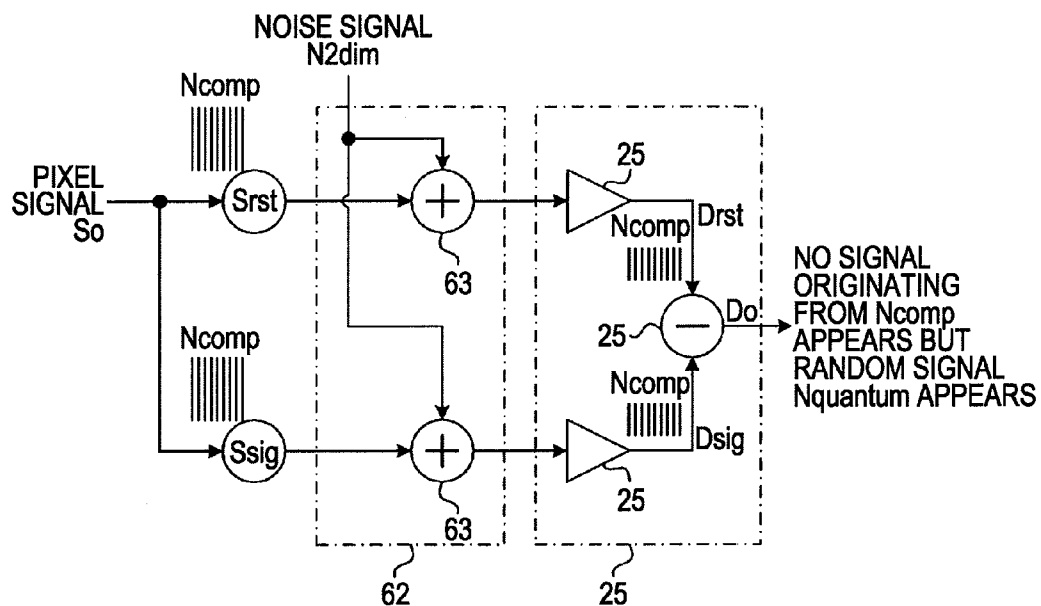 NOISE SIGNAL
N2dim
Ncomp
PIXEL
SIGNAL
So
Srst
63
25
Drst
Ncomp
25
Do
NO SIGNAL
ORIGINATING
FROM Ncomp
APPEARS BUT
RANDOM SIGNAL
Nquantum APPEARS
Ncomp
Ssig
63
Ncomp
Dsig
25
62
25